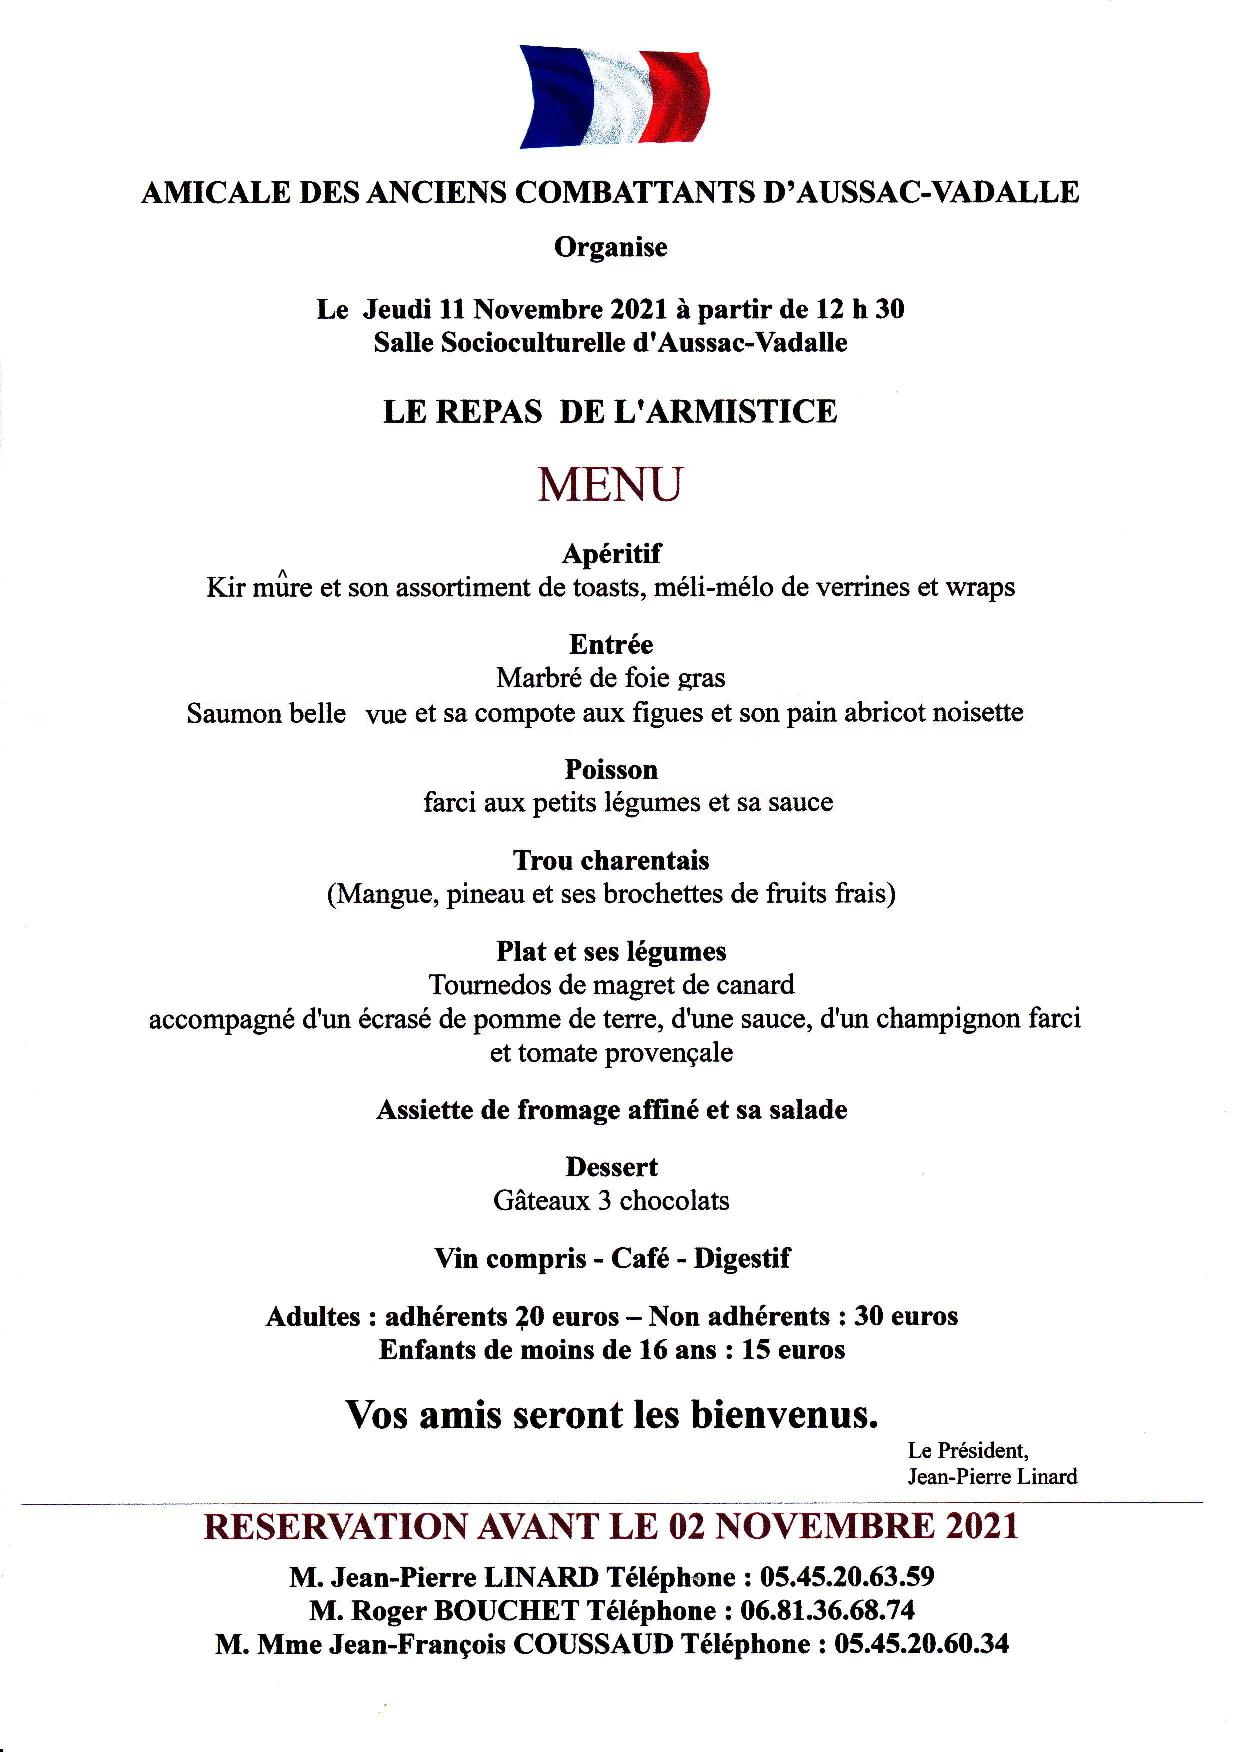 AMICALE DES ANCIENS COMBATTANTS D’AUSSAC-VADALLE
Organise
Le Jeudi 11 Novembre 2021 à partir de 12 h 30
Salle Socioculturelle d'Aussac-Vadalle
LE REPAS DE L'ARMISTICE
MENU
Apéritif
Kir mûre et son assortiment de toasts, méli-mélo de verrines et wraps
Entrée
Marbré de foie gras
Saumon belle vue et sa compote aux figues et son pain abricot noisette
Poisson
farci aux petits légumes et sa sauce
Trou charentais
(Mangue, pineau et ses brochettes de fruits frais)
Plat et ses légumes
Tournedos de magret de canard
accompagné d'un écrasé de pomme de terre, d'une sauce, d'un champignon farci
et tomate provençale
Assiette de fromage affiné et sa salade
Dessert
Gâteaux 3 chocolats
Vin compris - Café - Digestif
Adultes : adhérents 20 euros – Non adhérents : 30 euros
Enfants de moins de 16 ans : 15 euros
Vos amis seront les bienvenus.
Le Président,
Jean-Pierre Linard
RESERVATION AVANT LE 02 NOVEMBRE 2021
M. Jean-Pierre LINARD Téléphone : 05.45.20.63.59
M. Roger BOUCHET Téléphone : 06.81.36.68.74
M. Mme Jean-François COUSSAUD Téléphone : 05.45.20.60.34